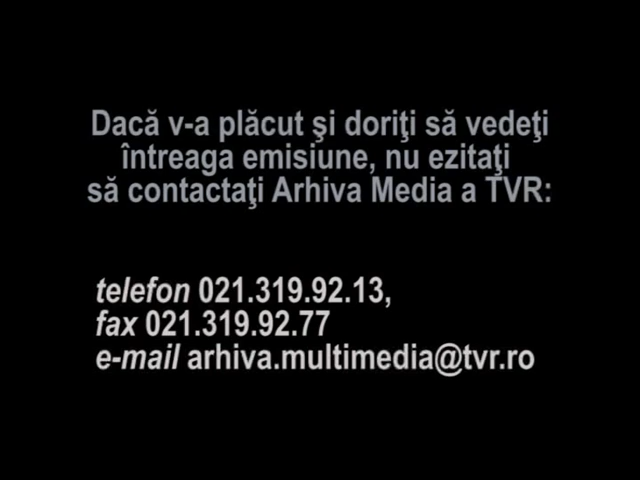 Dacă v-a plăcut şi doriţi să vedeţi
întreaga emisiune, nu ezitaţi
să contactaţi Arhiva Media a TVR:
telefon 021.319.92.13,
fax 021.319.92.77
e-mail arhiva.multimedia@tvr.ro